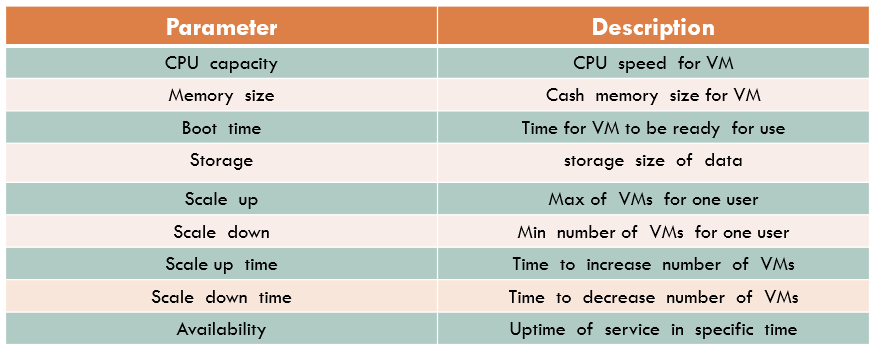 Parameter Description
CPU capacity CPU speed for VM
Memory size Cash memory size for VM
Boot time Time for VM to be ready for use
Storage storage size of data
Scale up Max of VMs for one user
Scale down Min number of VMs for one user
Scale up time Time to increase number of VMs
Scale down time Time to decrease number of VMs
Availability Uptime of service in specific time